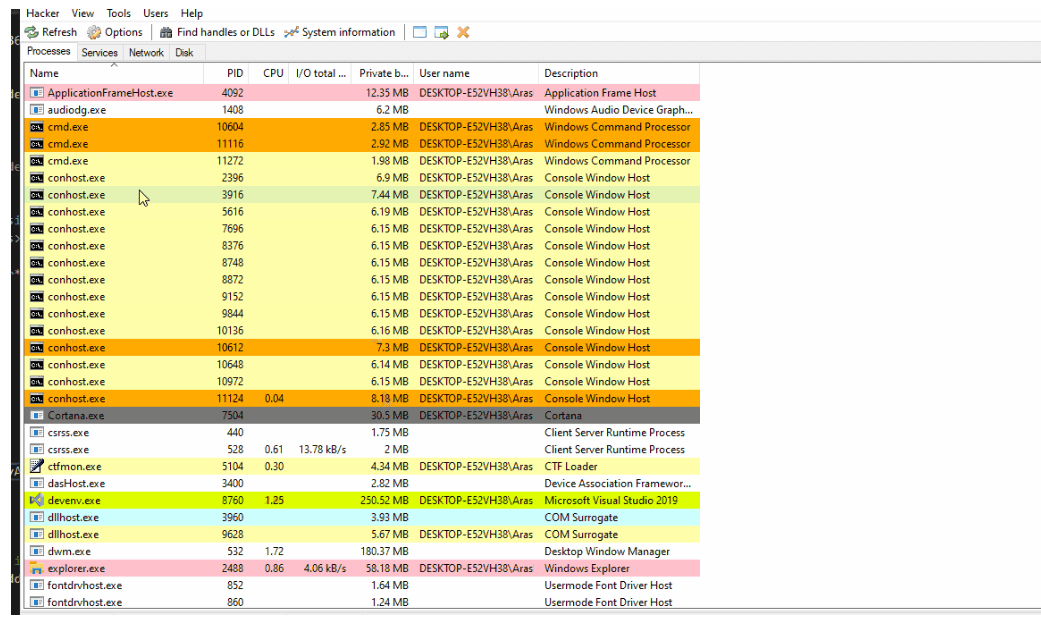 Hacker View Tools Users Help
Refresh Options Find handles or DLLs System information
Processes Services Network Disk
Name PID CPU I/O total ... Private b... User name Description
ApplicationFrameHost.exe 4092 12.35 MB DESKTOP-E52VH38\Aras Application Frame Host
audiodg.exe 1408 6.2 MB Windows Audio Device Graph...
cmd.exe 10604 2.85 MB DESKTOP-E52VH38\Aras Windows Command Processor
cmd.exe 11116 2.92 MB DESKTOP-E52VH38\Aras Windows Command Processor
cmd.exe 11272 1.98 MB DESKTOP-E52VH38\Aras Windows Command Processor
conhost.exe 2396 6.9 MB DESKTOP-E52VH38\Aras Console Window Host
conhost.exe 3916 7.44 MB DESKTOP-E52VH38\Aras Console Window Host
conhost.exe 5616 6.19 MB DESKTOP-E52VH38\Aras Console Window Host
conhost.exe 7696 6.15 MB DESKTOP-E52VH38\Aras Console Window Host
conhost.exe 8376 6.15 MB DESKTOP-E52VH38\Aras Console Window Host
conhost.exe 8748 6.15 MB DESKTOP-E52VH38\Aras Console Window Host
conhost.exe 8872 6.15 MB DESKTOP-E52VH38\Aras Console Window Host
conhost.exe 9152 6.15 MB DESKTOP-E52VH38\Aras Console Window Host
conhost.exe 9844 6.15 MB DESKTOP-E52VH38\Aras Console Window Host
conhost.exe 10136 6.16 MB DESKTOP-E52VH38\Aras Console Window Host
conhost.exe 10612 7.3 MB DESKTOP-E52VH38\Aras Console Window Host
conhost.exe 10648 6.14 MB DESKTOP-E52VH38\Aras Console Window Host
conhost.exe 10972 6.15 MB DESKTOP-E52VH38\Aras Console Window Host
conhost.exe 11124 0.04 8.18 MB DESKTOP-E52VH38\Aras Console Window Host
Cortana.exe 7504 30.5 MB DESKTOP-E52VH38\Aras Cortana
csrss.exe 440 1.75 MB Client Server Runtime Process
csrss.exe 528 0.61 13.78 kB/s 2 MB Client Server Runtime Process
ctfmon.exe 5104 0.30 4.34 MB DESKTOP-E52VH38\Aras CTF Loader
dasHost.exe 3400 2.82 MB Device Association Framewor...
devenv.exe 8760 1.25 250.52 MB DESKTOP-E52VH38\Aras Microsoft Visual Studio 2019
dllhost.exe 3960 3.93 MB COM Surrogate
dllhost.exe 9628 5.67 MB DESKTOP-E52VH38\Aras COM Surrogate
dwm.exe 532 1.72 180.37 MB Desktop Window Manager
explorer.exe 2488 0.86 4.06 kB/s 58.18 MB DESKTOP-E52VH38\Aras Windows Explorer
fontdrvhost.exe 852 1.64 MB Usermode Font Driver Host
fontdrvhost.exe 860 1.24 MB Usermode Font Driver Host